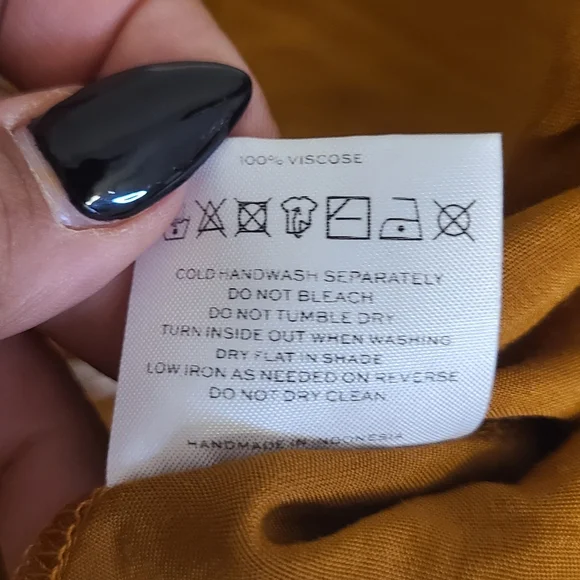 100% VISCOSE
COLD HANDWASH SEPARATELY
DO NOT BLEACH
DO NOT TUMBLE DRY
TURN INSIDE OUT WHEN WASHING
DRY FLAT IN SHADE
LOW IRON AS NEEDED ON REVERSE
DO NOT DRY CLEAN
HANDMADE IN INDONESIA